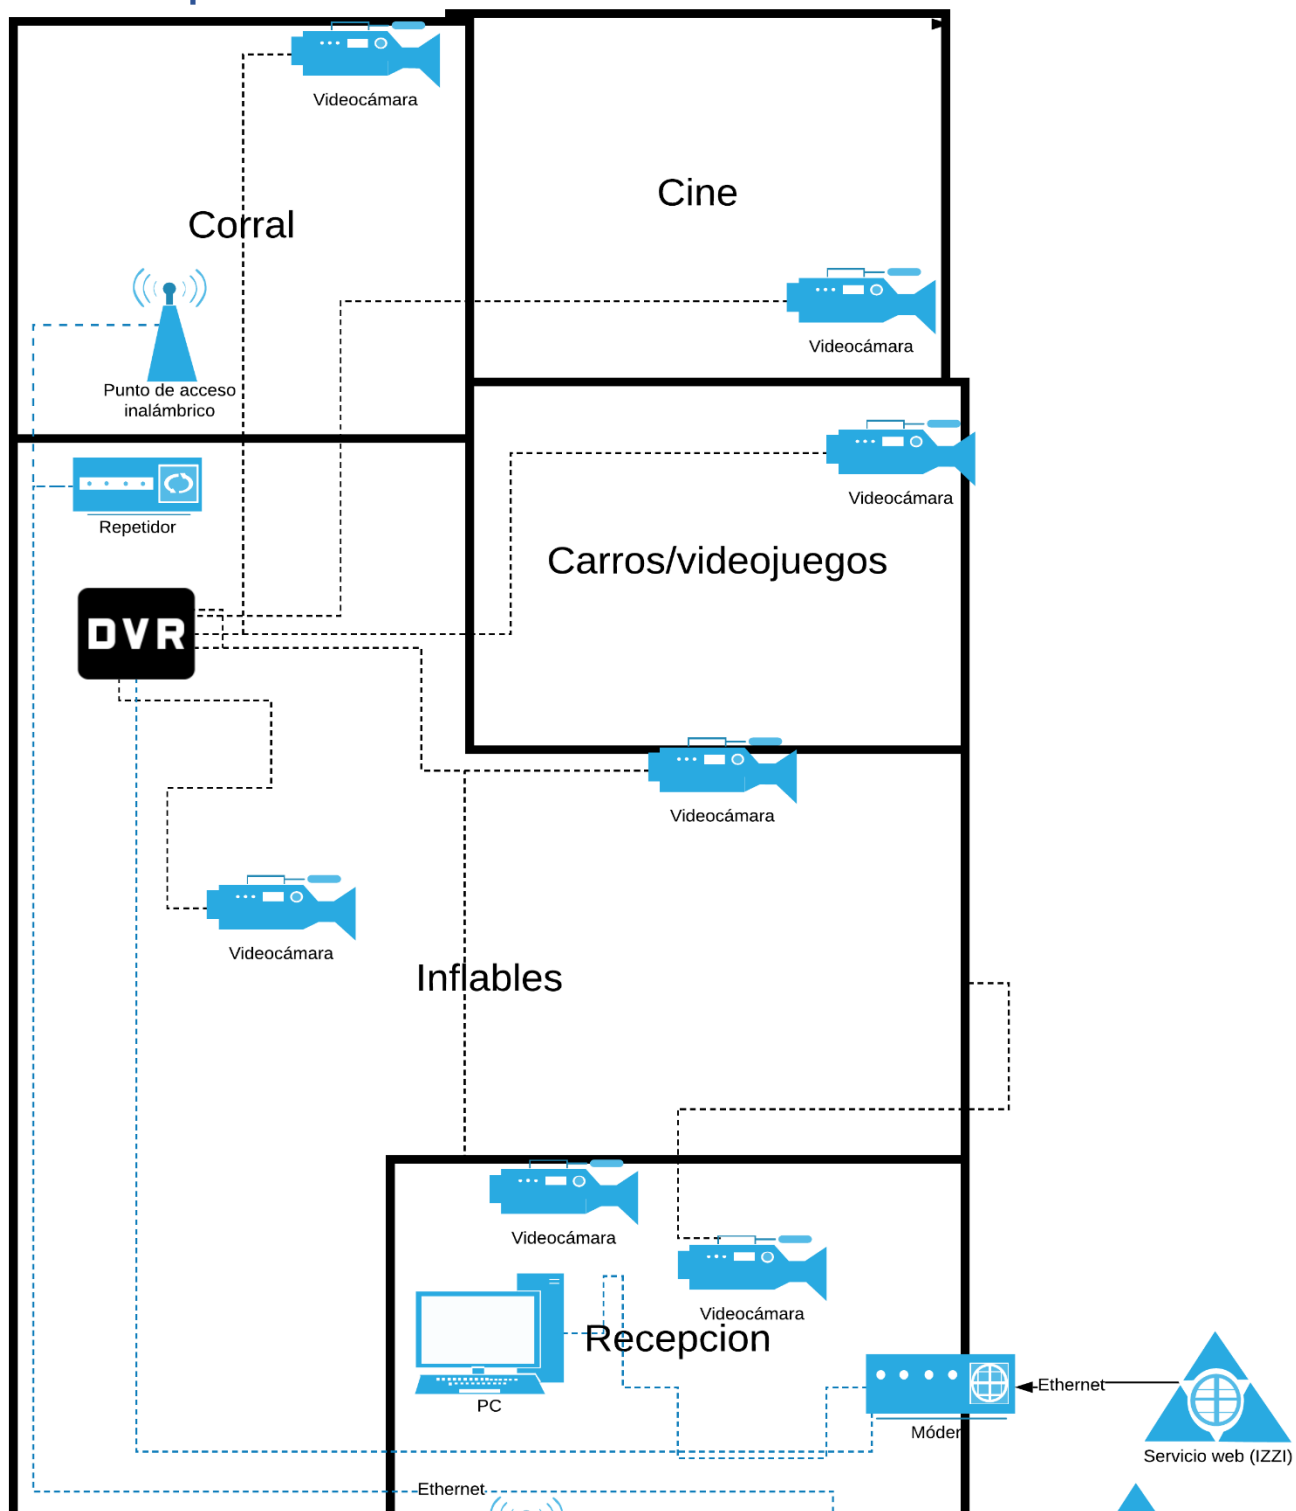 Videocámara
Cine
Corral
Videocámara
Punto de acceso
inalámbrico
Videocámara
Repetidor
Carros/videojuegos
DVR
Videocámara
Videocámara
Inflables
Videocámara
Videocámara
Recepcion
Ethernet
PC
Móder
Servicio web (IZZI)
Ethernet